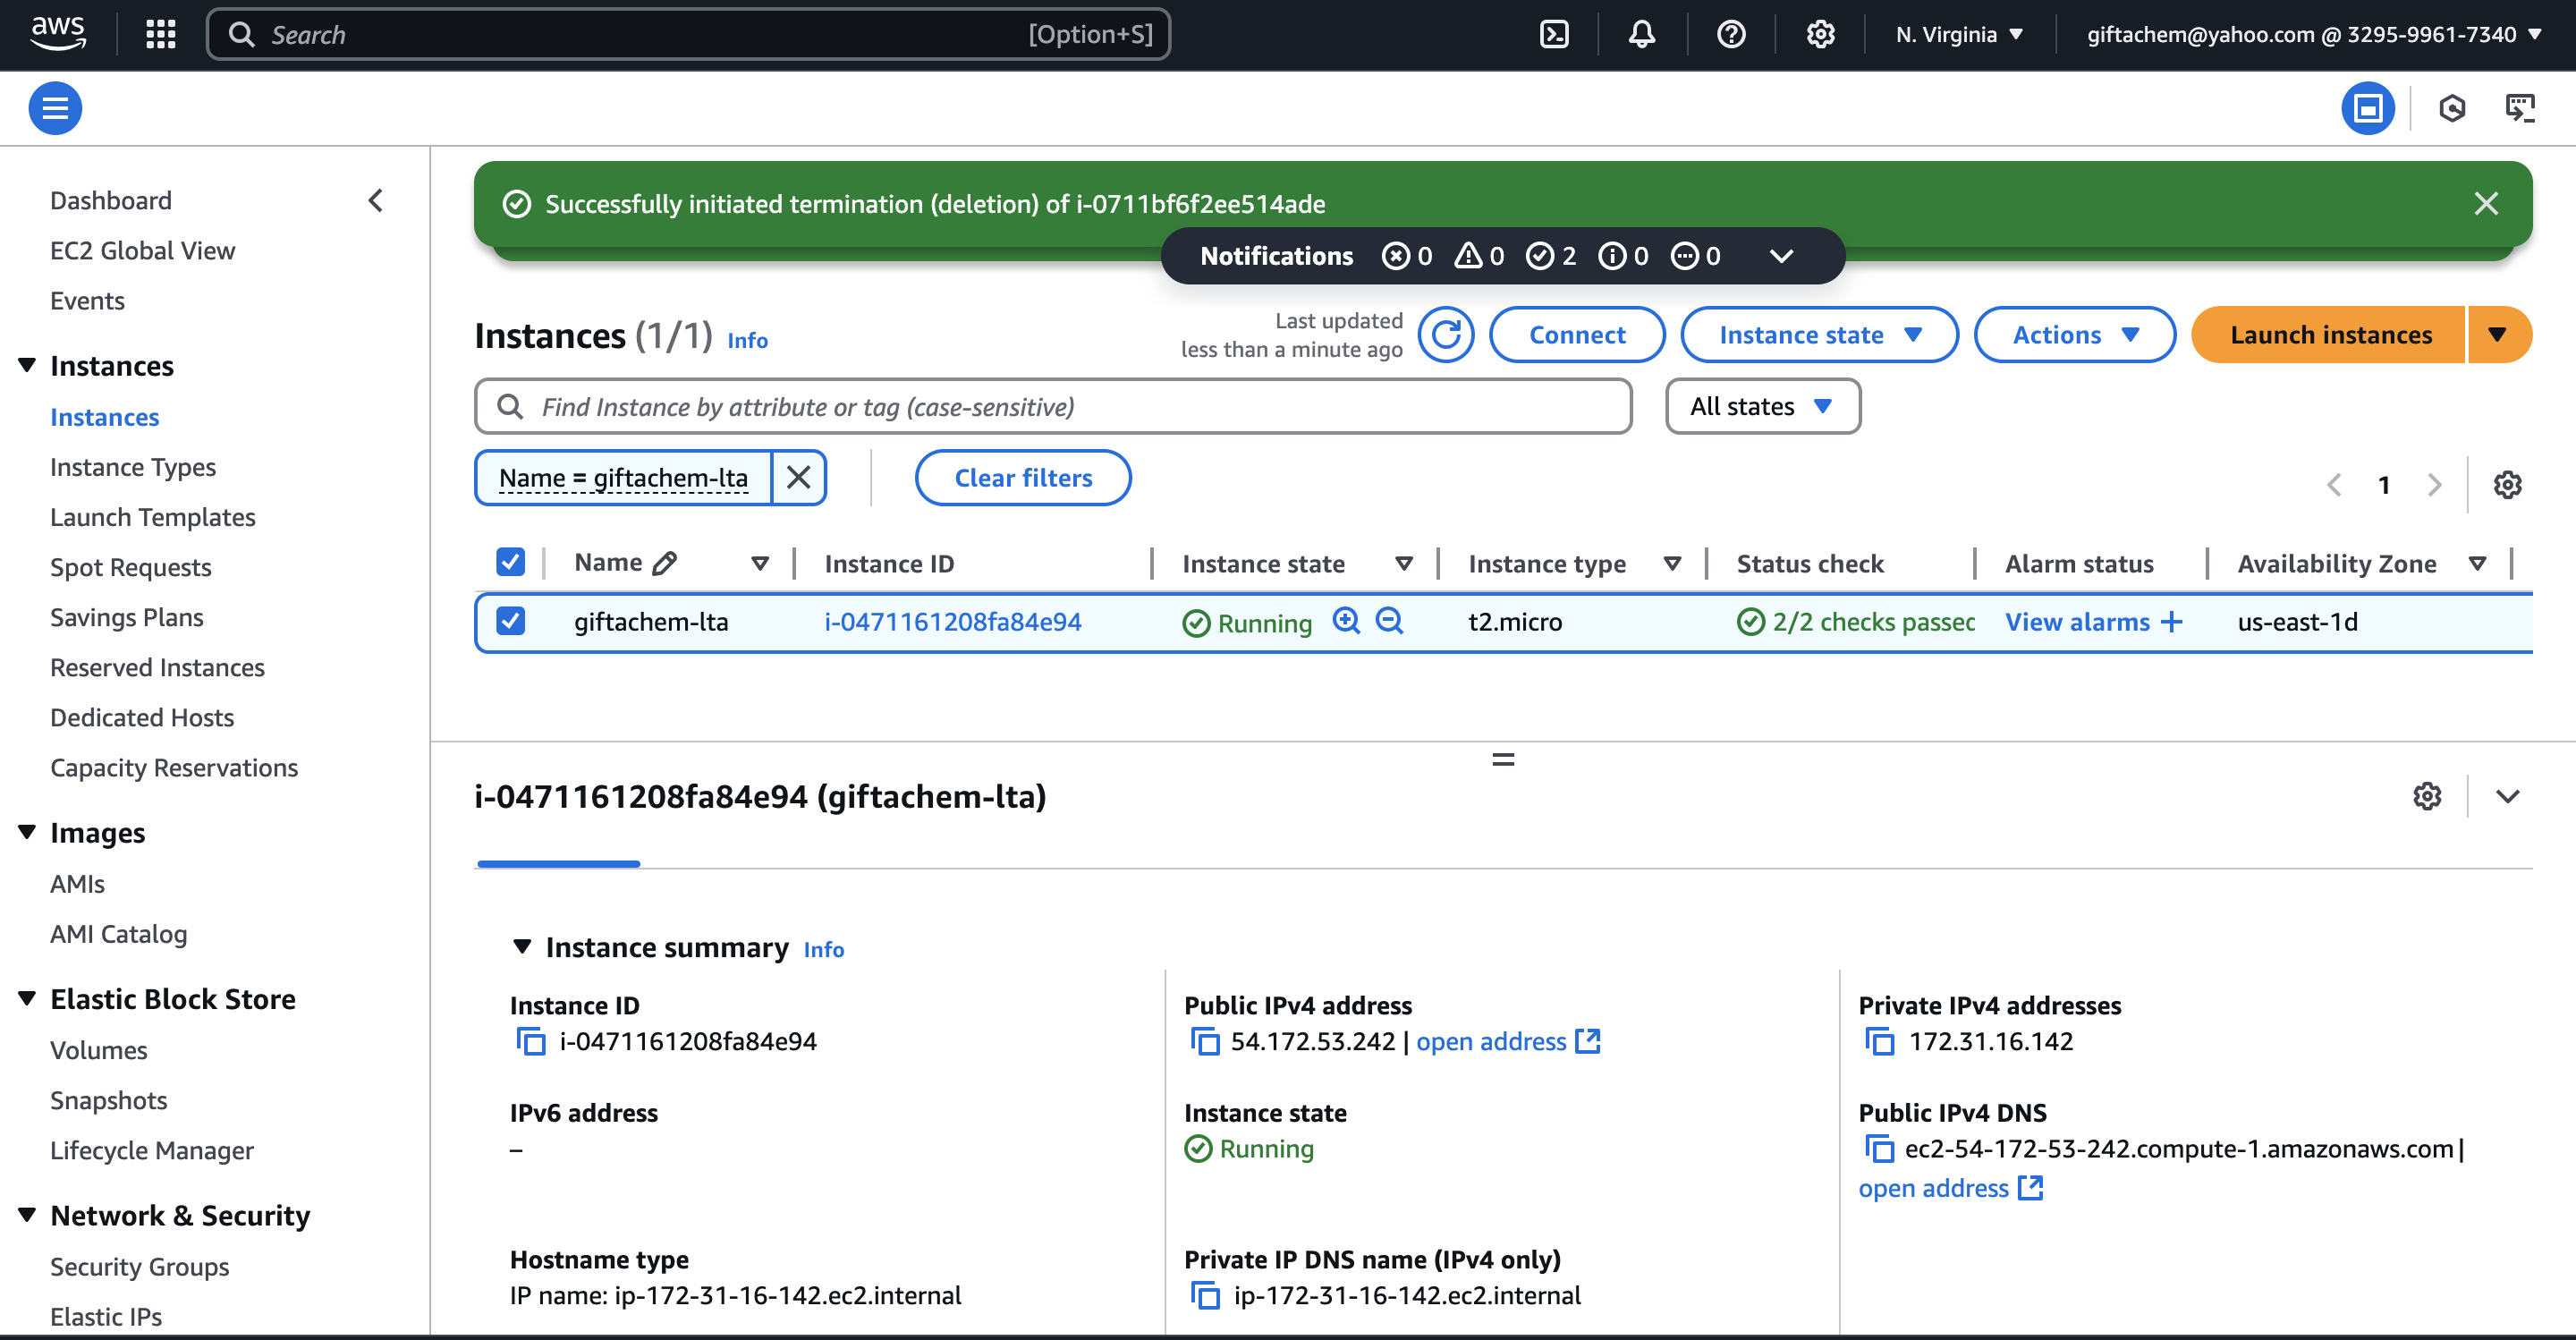 aws
Search [Option+S]
N. Virginia
giftachem@yahoo.com @ 3295-9961-7340
Dashboard
EC2 Global View
Events
Instances
Instances
Instance Types
Launch Templates
Spot Requests
Savings Plans
Reserved Instances
Dedicated Hosts
Capacity Reservations
Images
AMIs
AMI Catalog
Elastic Block Store
Volumes
Snapshots
Lifecycle Manager
Network & Security
Security Groups
Elastic IPs
Successfully initiated termination (deletion) of i-0711bf6f2ee514ade
Notifications 0 0 2 0 0
Instances (1/1) Info
Last updated
less than a minute ago
Connect
Instance state
Actions
Launch instances
Find Instance by attribute or tag (case-sensitive)
All states
Name = giftachem-lta
Clear filters
1
Name Instance ID Instance state Instance type Status check Alarm status Availability Zone
giftachem-lta i-0471161208fa84e94 Running t2.micro 2/2 checks passec View alarms + us-east-1d
i-0471161208fa84e94 (giftachem-lta)
Instance summary Info
Instance ID
i-0471161208fa84e94
Public IPv4 address
54.172.53.242 | open address
Private IPv4 addresses
172.31.16.142
IPv6 address
–
Instance state
Running
Public IPv4 DNS
ec2-54-172-53-242.compute-1.amazonaws.com |
open address
Hostname type
IP name: ip-172-31-16-142.ec2.internal
Private IP DNS name (IPv4 only)
ip-172-31-16-142.ec2.internal